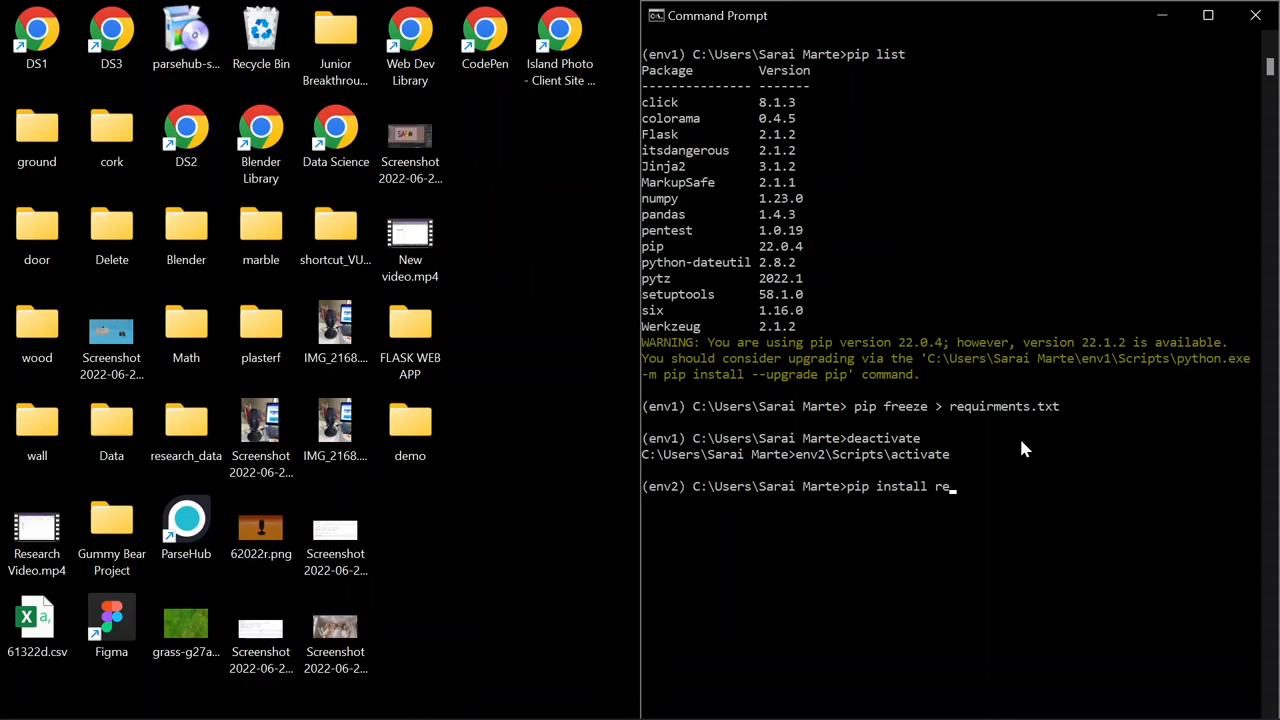 DS1
DS3
parsehub-s...
Recycle Bin
Junior
Breakthrou...
Web Dev
Library
CodePen
Island Photo
- Client Site ...
ground
cork
DS2
Blender
Library
Data Science
Screenshot
2022-06-2...
door
Delete
Blender
marble
shortcut_VU...
New
video.mp4
wood
Screenshot
2022-06-2...
Math
plasterf
IMG_2168....
FLASK WEB
APP
wall
Data
research_data
Screenshot
2022-06-2...
IMG_2168....
demo
Research
Video.mp4
Gummy Bear
Project
ParseHub
62022r.png
Screenshot
2022-06-2...
61322d.csv
Figma
grass-g27a...
Screenshot
2022-06-2...
Screenshot
2022-06-2...
Command Prompt
(env1) C:\Users\Sarai Marte>pip list
Package Version
--------------- -------
click 8.1.3
colorama 0.4.5
Flask 2.1.2
itsdangerous 2.1.2
Jinja2 3.1.2
MarkupSafe 2.1.1
numpy 1.23.0
pandas 1.4.3
pentest 1.0.19
pip 22.0.4
python-dateutil 2.8.2
pytz 2022.1
setuptools 58.1.0
six 1.16.0
Werkzeug 2.1.2
WARNING: You are using pip version 22.0.4; however, version 22.1.2 is available.
You should consider upgrading via the 'C:\Users\Sarai Marte\env1\Scripts\python.exe
-m pip install --upgrade pip' command.
(env1) C:\Users\Sarai Marte> pip freeze > requirments.txt
(env1) C:\Users\Sarai Marte>deactivate
C:\Users\Sarai Marte>env2\Scripts\activate
(env2) C:\Users\Sarai Marte>pip install re